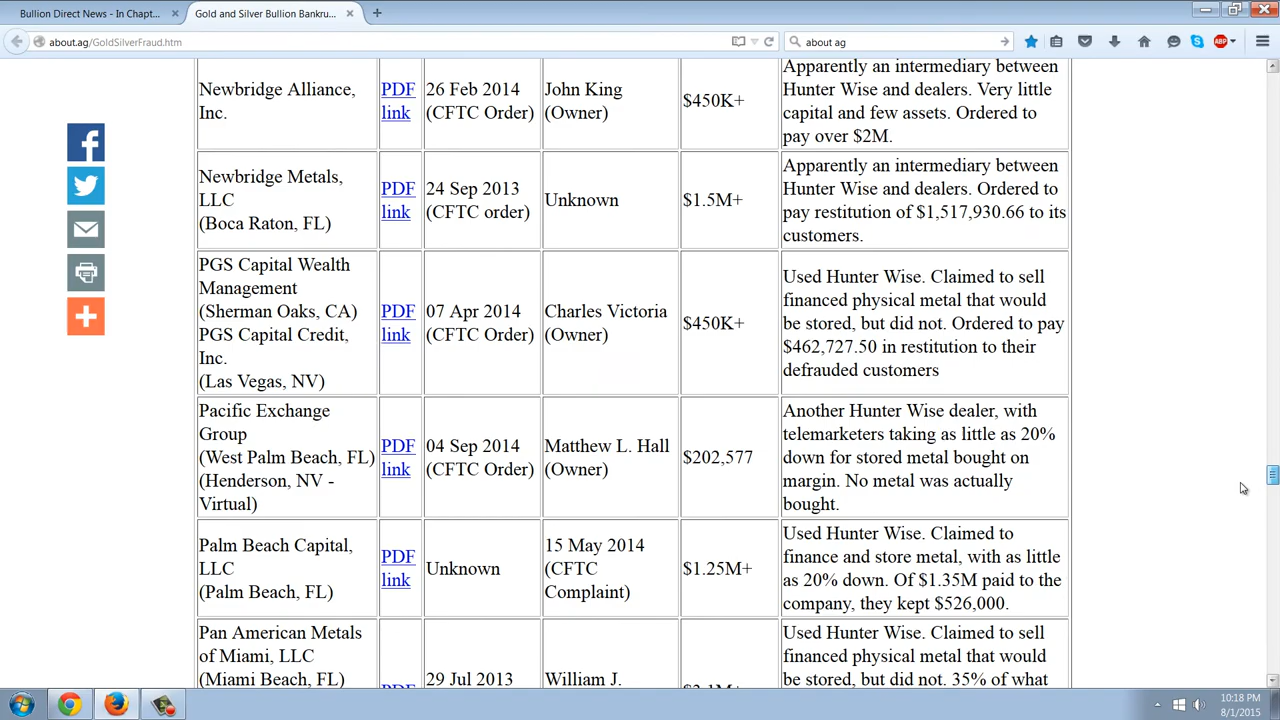 Bullion Direct News - In Chapt...
Gold and Silver Bullion Bankru...
about.ag/GoldSilverFraud.htm
about ag
ABP
Newbridge Alliance,
Inc.
PDF
link
26 Feb 2014
(CFTC Order)
John King
(Owner)
$450K+
Apparently an intermediary between
Hunter Wise and dealers. Very little
capital and few assets. Ordered to
pay over $2M.
Newbridge Metals,
LLC
(Boca Raton, FL)
PDF
link
24 Sep 2013
(CFTC order)
Unknown
$1.5M+
Apparently an intermediary between
Hunter Wise and dealers. Ordered to
pay restitution of $1,517,930.66 to its
customers.
PGS Capital Wealth
Management
(Sherman Oaks, CA)
PGS Capital Credit,
Inc.
(Las Vegas, NV)
PDF
link
07 Apr 2014
(CFTC Order)
Charles Victoria
(Owner)
$450K+
Used Hunter Wise. Claimed to sell
financed physical metal that would
be stored, but did not. Ordered to pay
$462,727.50 in restitution to their
defrauded customers
Pacific Exchange
Group
(West Palm Beach, FL)
(Henderson, NV -
Virtual)
PDF
link
04 Sep 2014
(CFTC Order)
Matthew L. Hall
(Owner)
$202,577
Another Hunter Wise dealer, with
telemarketers taking as little as 20%
down for stored metal bought on
margin. No metal was actually
bought.
Palm Beach Capital,
LLC
(Palm Beach, FL)
PDF
link
Unknown
15 May 2014
(CFTC
Complaint)
$1.25M+
Used Hunter Wise. Claimed to
finance and store metal, with as little
as 20% down. Of $1.35M paid to the
company, they kept $526,000.
Pan American Metals
of Miami, LLC
(Miami Beach, FL)
29 Jul 2013
William J.
Used Hunter Wise. Claimed to sell
financed physical metal that would
be stored, but did not. 35% of what
10:18 PM
8/1/2015